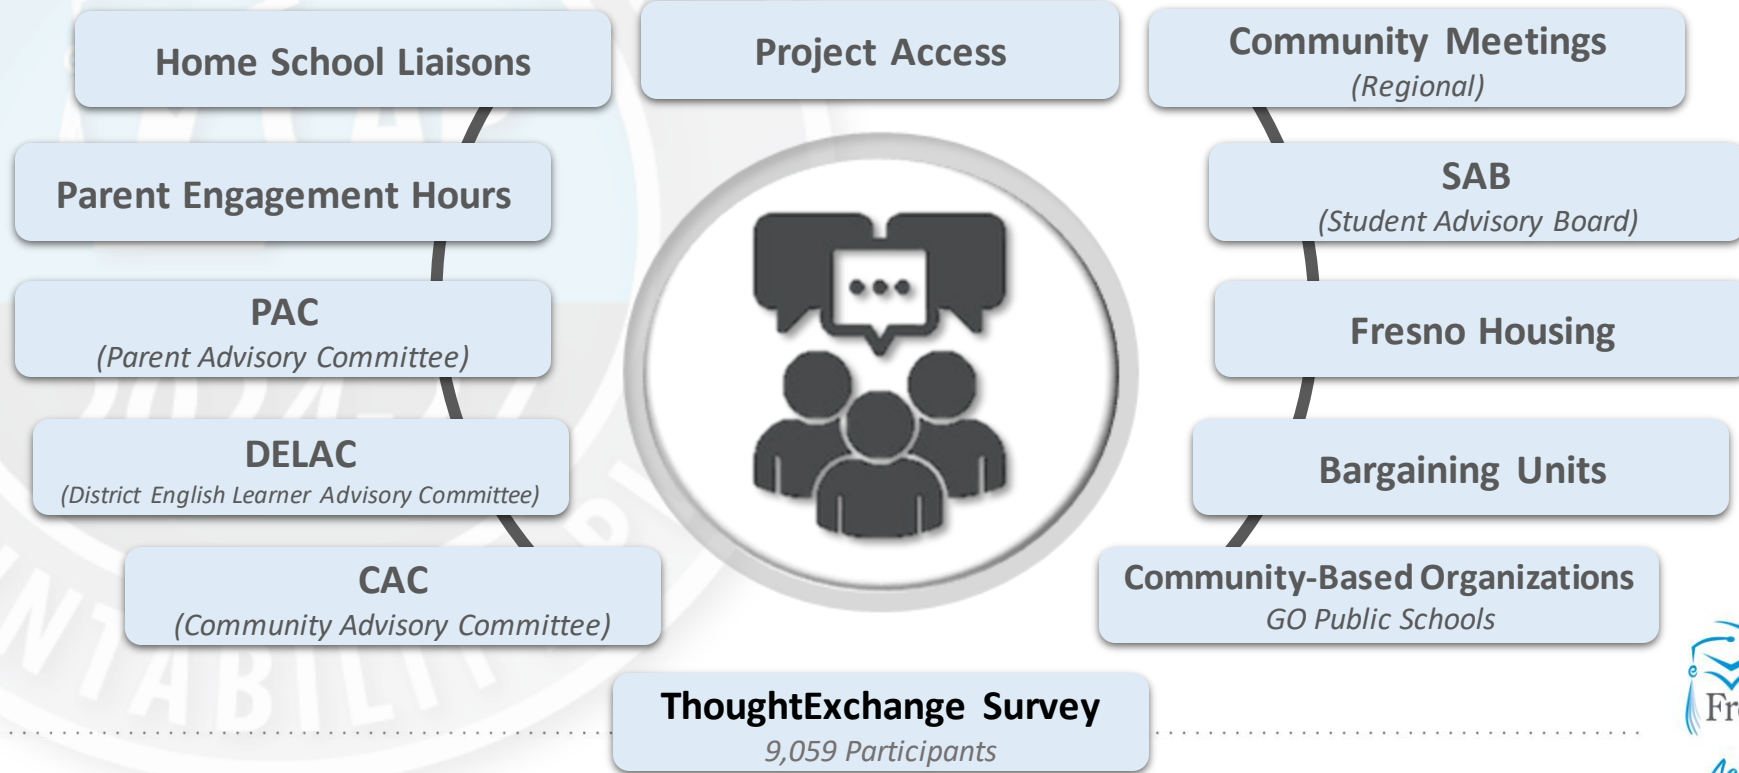 Home School Liaisons
Project Access
Community Meetings
(Regional)
Parent Engagement Hours
SAB
(Student Advisory Board)
PAC
(Parent Advisory Committee)
Fresno Housing
DELAC
(District English Learner Advisory Committee)
Bargaining Units
CAC
(Community Advisory Committee)
Community-Based Organizations
GO Public Schools
ThoughtExchange Survey
9,059 Participants